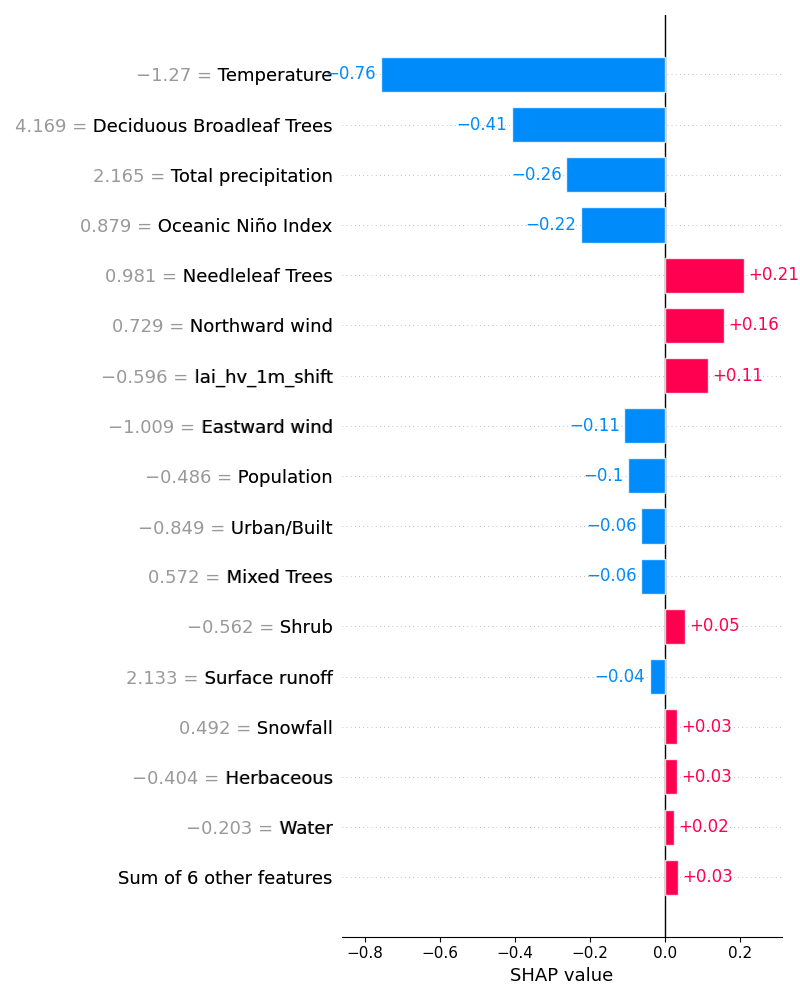 −1.27 = Temperature −0.76
4.169 = Deciduous Broadleaf Trees −0.41
2.165 = Total precipitation −0.26
0.879 = Oceanic Niño Index −0.22
0.981 = Needleleaf Trees +0.21
0.729 = Northward wind +0.16
−0.596 = lai_hv_1m_shift +0.11
−1.009 = Eastward wind −0.11
−0.486 = Population −0.1
−0.849 = Urban/Built −0.06
0.572 = Mixed Trees −0.06
−0.562 = Shrub +0.05
2.133 = Surface runoff −0.04
0.492 = Snowfall +0.03
−0.404 = Herbaceous +0.03
−0.203 = Water +0.02
Sum of 6 other features +0.03
−0.8 −0.6 −0.4 −0.2 0.0 0.2
SHAP value